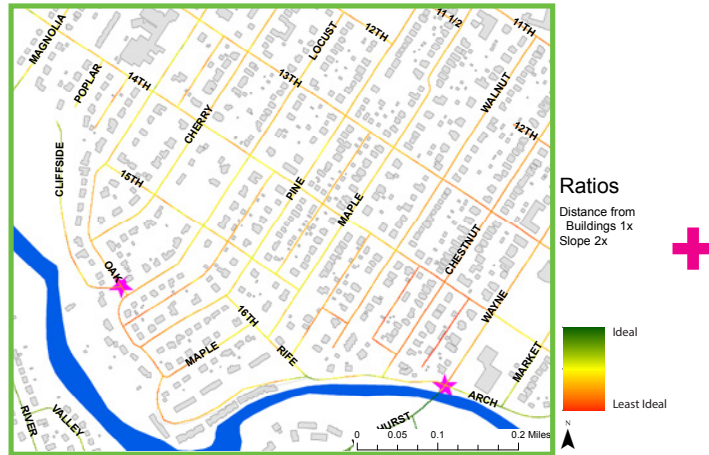 MAGNOLIA
POPLAR
14TH
CHERRY
LOCUST
12TH
11 1/2
11TH
13TH
WALNUT
12TH
CLIFFSIDE
15TH
PINE
MAPLE
CHESTNUT
OAK
16TH
MAPLE
RIFE
WAYNE
MARKET
ARCH
HURST
RIVER
VALLEY
0 0.05 0.1 0.2 Miles
Ratios
Distance from
Buildings 1x
Slope 2x
Ideal
Least Ideal
N